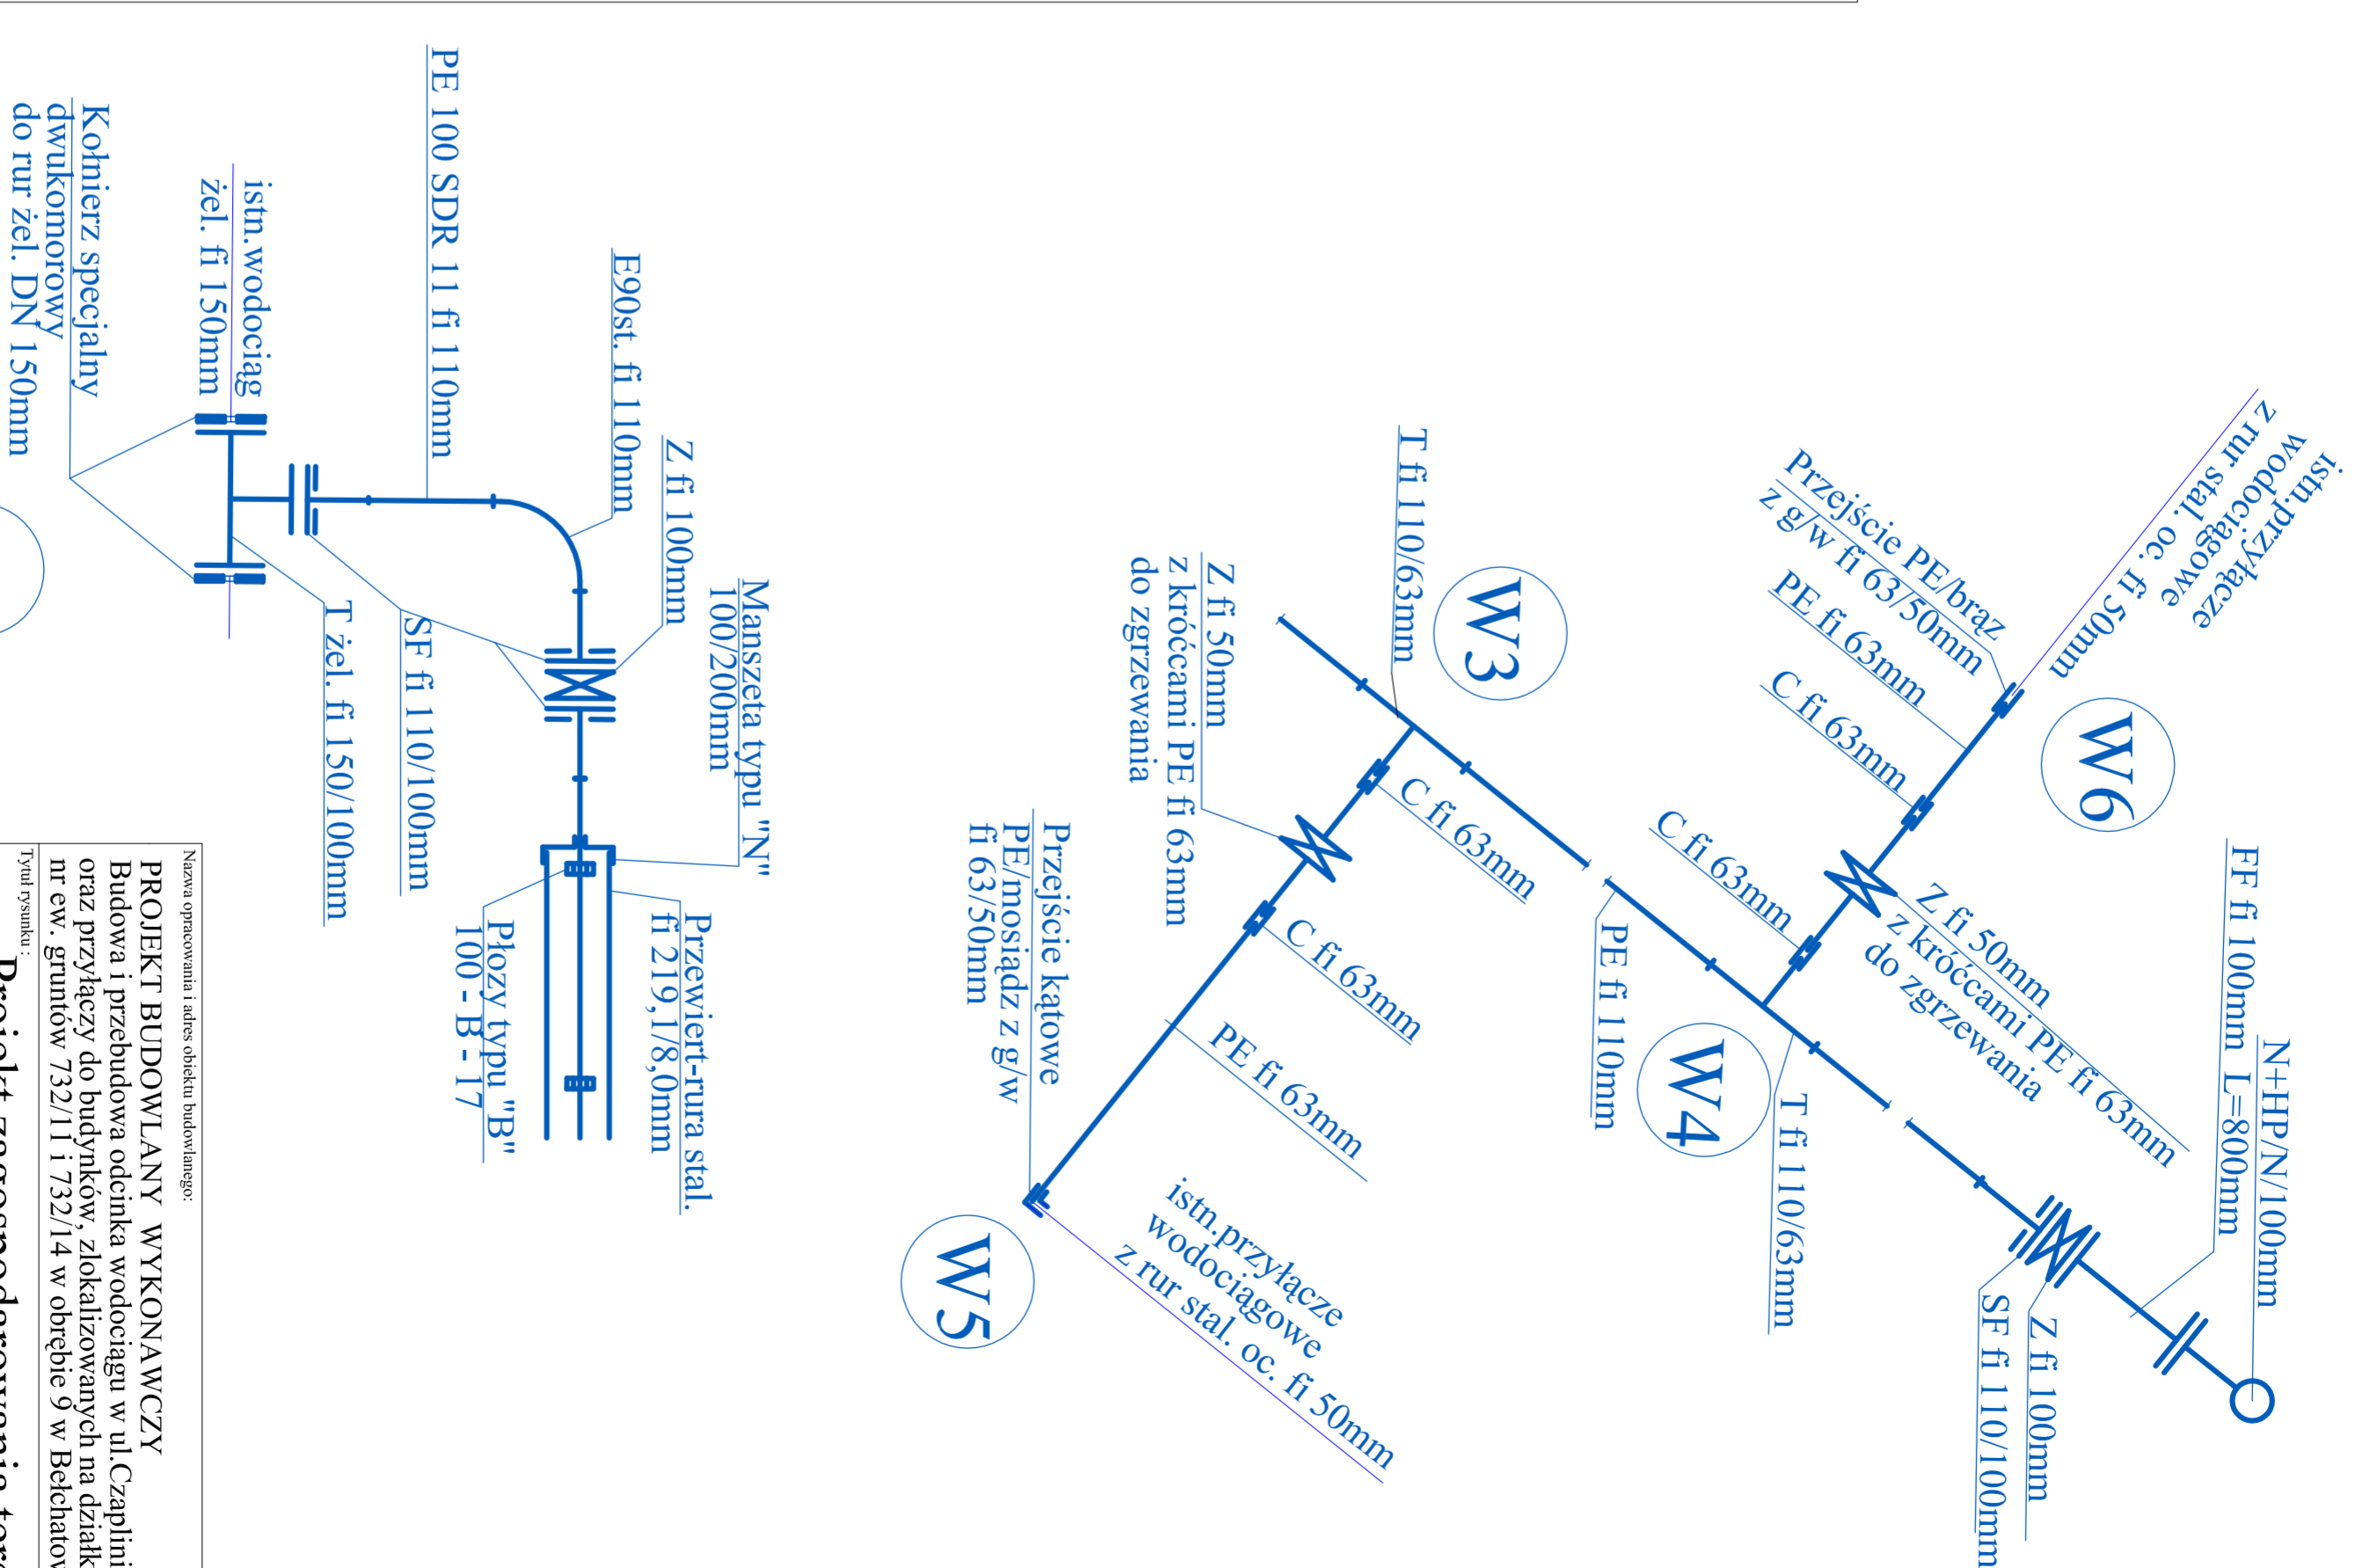 istn.przyłącze
wodociągowe
z rur stal. oc. fi 50mm
Przejście PE/brąz
z g/w fi 63/50mm
PE fi 63mm
C fi 63mm
W6
N+HP/N/100mm
FF fi 100mm L=800mm
Z fi 50mm
z króćcami PE fi 63mm
do zgrzewania
C fi 63mm
Z fi 100mm
SF fi 110/100mm
T fi 110/63mm
W4
PE fi 110mm
W3
T fi 110/63mm
C fi 63mm
Z fi 50mm
z króćcami PE fi 63mm
do zgrzewania
C fi 63mm
PE fi 63mm
istn.przyłącze
wodociągowe
z rur stal. oc. fi 50mm
Przejście kątowe
PE/mosiądz z g/w
fi 63/50mm
W5
Manszeta typu "N"
100/200mm
Przewiert-rura stal.
fi 219,1/8,0mm
Płozy typu "B"
100 - B - 17
Z fi 100mm
E90st. fi 110mm
PE 100 SDR 11 fi 110mm
SF fi 110/100mm
T żel. fi 150/100mm
istn.wodociąg
żel. fi 150mm
Kołnierz specjalny
dwukomorowy
do rur żel. DN 150mm
Nazwa opracowania i adres obiektu budowlanego:
PROJEKT BUDOWLANY WYKONAWCZY
Budowa i przebudowa odcinka wodociągu w ul.Czaplini
oraz przyłączy do budynków, zlokalizowanych na działk
nr ew. gruntów 732/11 i 732/14 w obrębie 9 w Bełchatow
Tytuł rysunku :
Projekt zagospodarowania tere